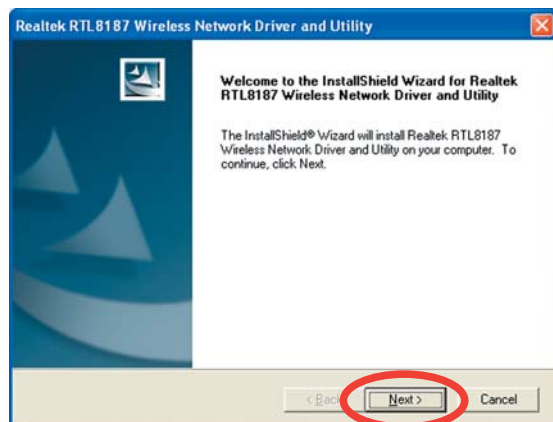 Realtek RTL8187 Wireless Network Driver and Utility
Welcome to the InstallShield Wizard for Realtek
RTL8187 Wireless Network Driver and Utility
The InstallShield® Wizard will install Realtek RTL8187
Wireless Network Driver and Utility on your computer. To
continue, click Next.
Next > Cancel